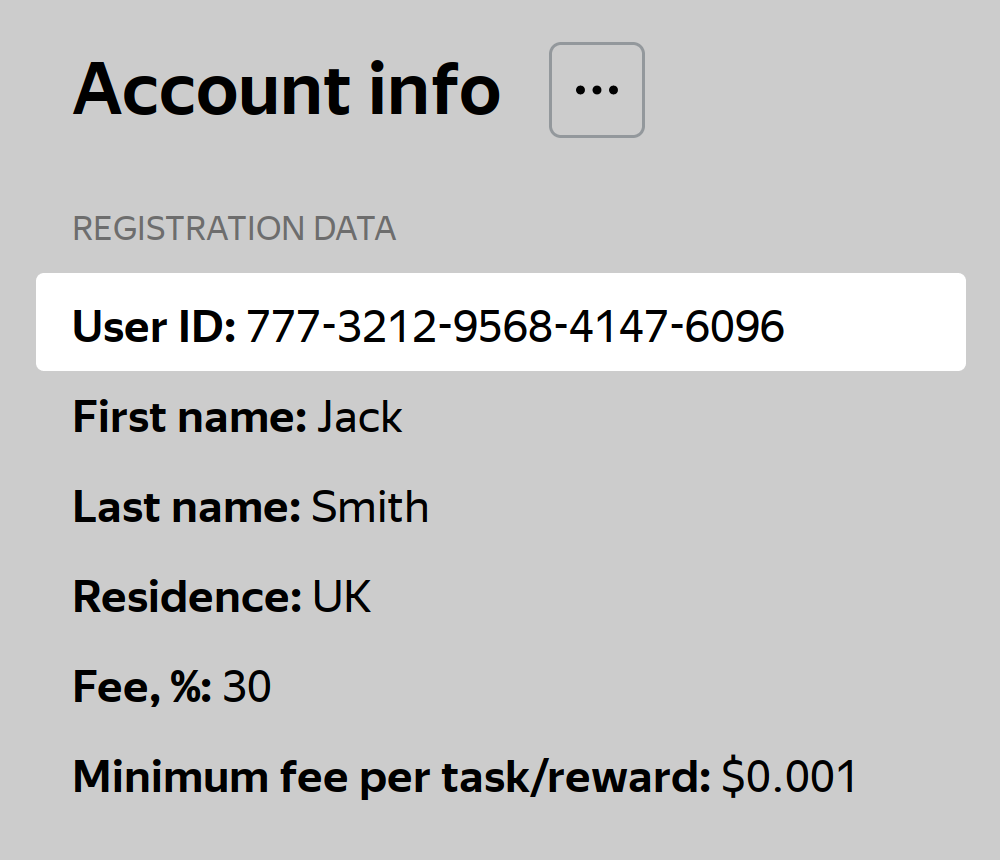 Account info ...
REGISTRATION DATA
User ID: 777-3212-9568-4147-6096
First name: Jack
Last name: Smith
Residence: UK
Fee, %: 30
Minimum fee per task/reward: $0.001